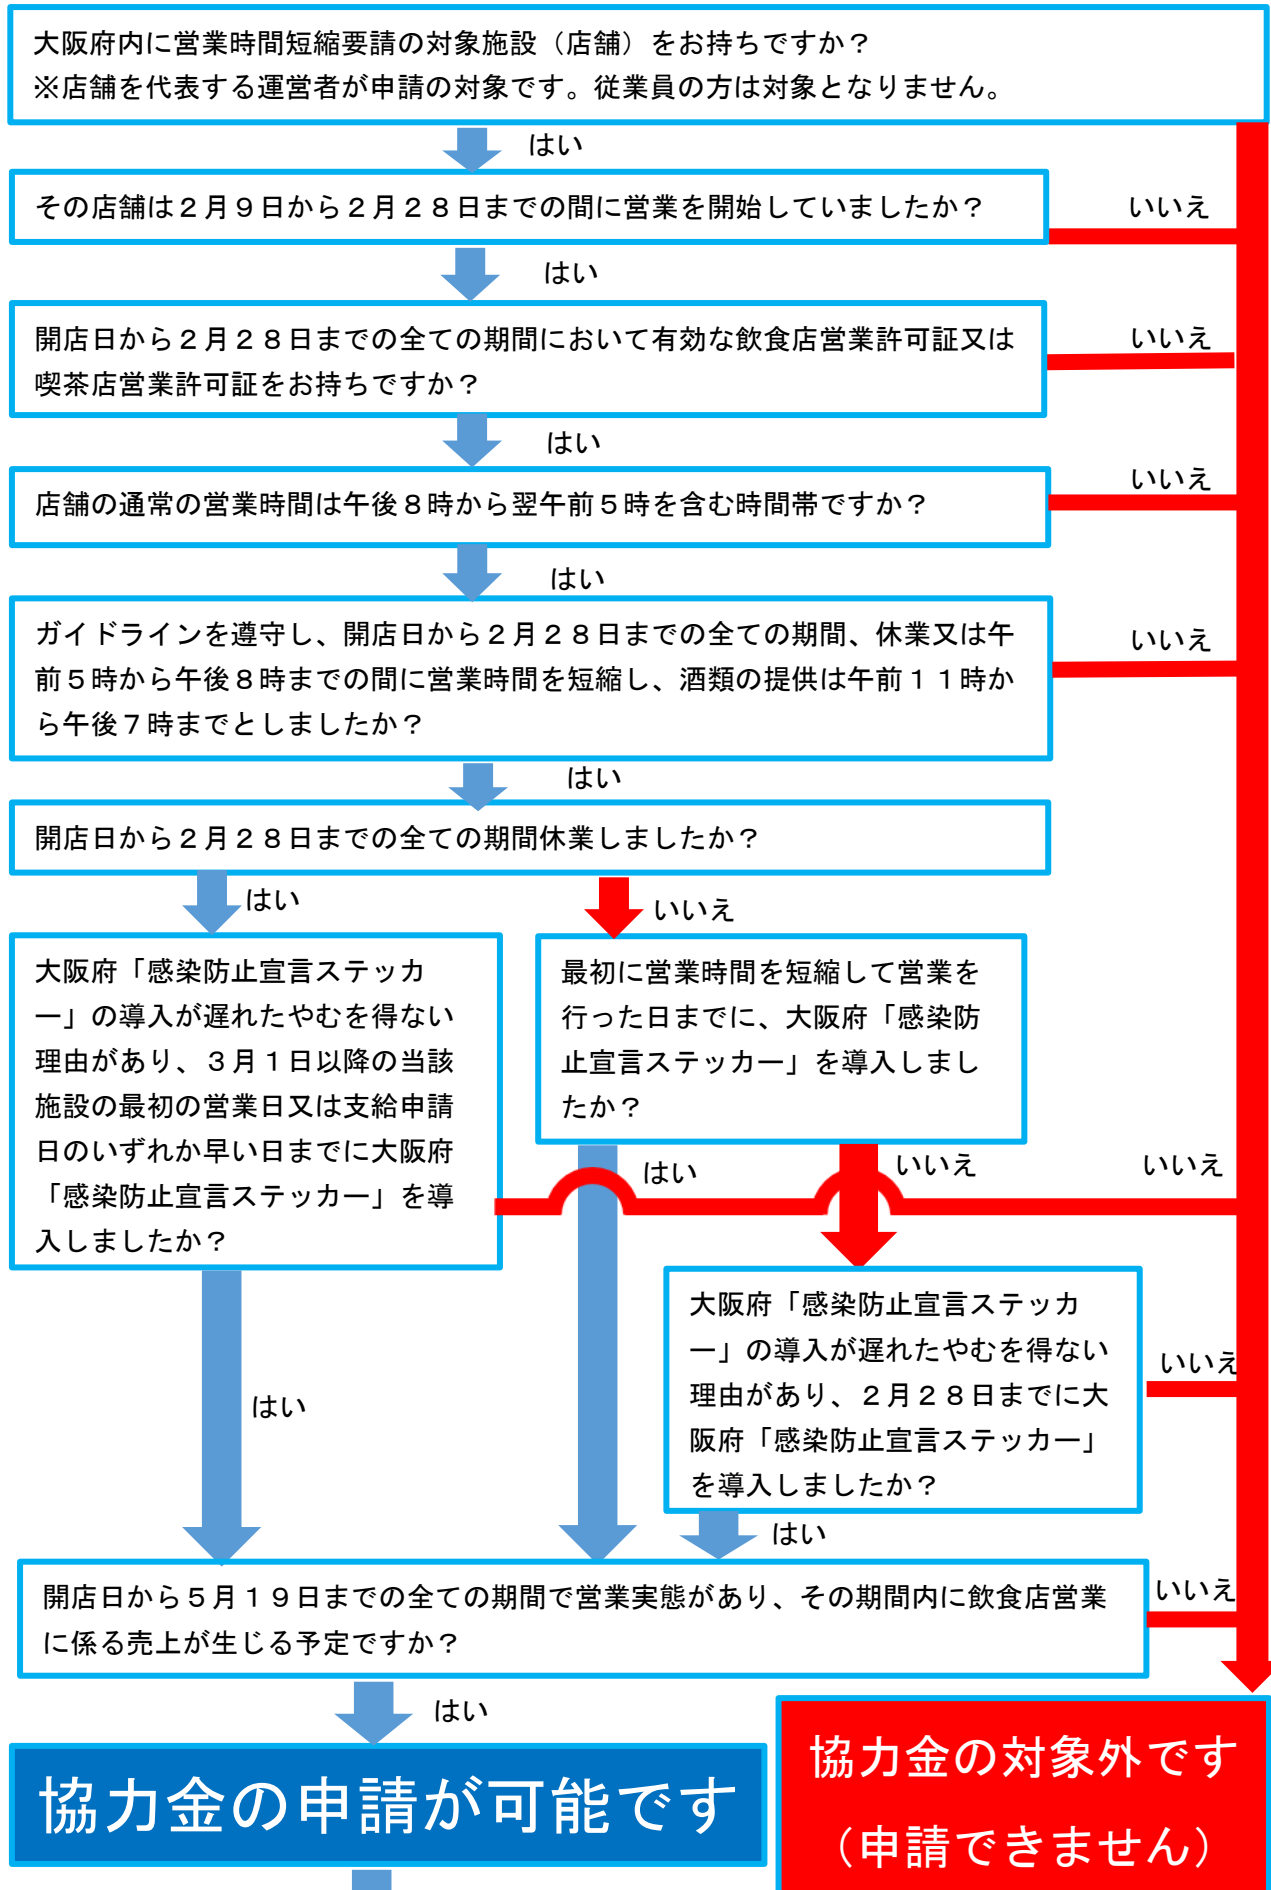 大阪府内に営業時間短縮要請の対象施設（店舗）をお持ちですか？
※店舗を代表する運営者が申請の対象です。従業員の方は対象となりません。
はい
その店舗は２月９日から２月２８日までの間に営業を開始していましたか？
いいえ
はい
開店日から２月２８日までの全ての期間において有効な飲食店営業許可証又は
喫茶店営業許可証をお持ちですか？
いいえ
はい
店舗の通常の営業時間は午後８時から翌午前５時を含む時間帯ですか？
いいえ
はい
ガイドラインを遵守し、開店日から２月２８日までの全ての期間、休業又は午
前５時から午後８時までの間に営業時間を短縮し、酒類の提供は午前１１時か
ら午後７時までとしましたか？
いいえ
はい
開店日から２月２８日までの全ての期間休業しましたか？
はい
いいえ
大阪府「感染防止宣言ステッカ
ー」の導入が遅れたやむを得ない
理由があり、３月１日以降の当該
施設の最初の営業日又は支給申請
日のいずれか早い日までに大阪府
「感染防止宣言ステッカー」を導
入しましたか？
最初に営業時間を短縮して営業を
行った日までに、大阪府「感染防
止宣言ステッカー」を導入しまし
たか？
はい
いいえ
いいえ
大阪府「感染防止宣言ステッカ
ー」の導入が遅れたやむを得ない
理由があり、２月２８日までに大
阪府「感染防止宣言ステッカー」
を導入しましたか？
いいえ
はい
はい
開店日から５月１９日までの全ての期間で営業実態があり、その期間内に飲食店営業
に係る売上が生じる予定ですか？
いいえ
はい
協力金の申請が可能です
協力金の対象外です
（申請できません）